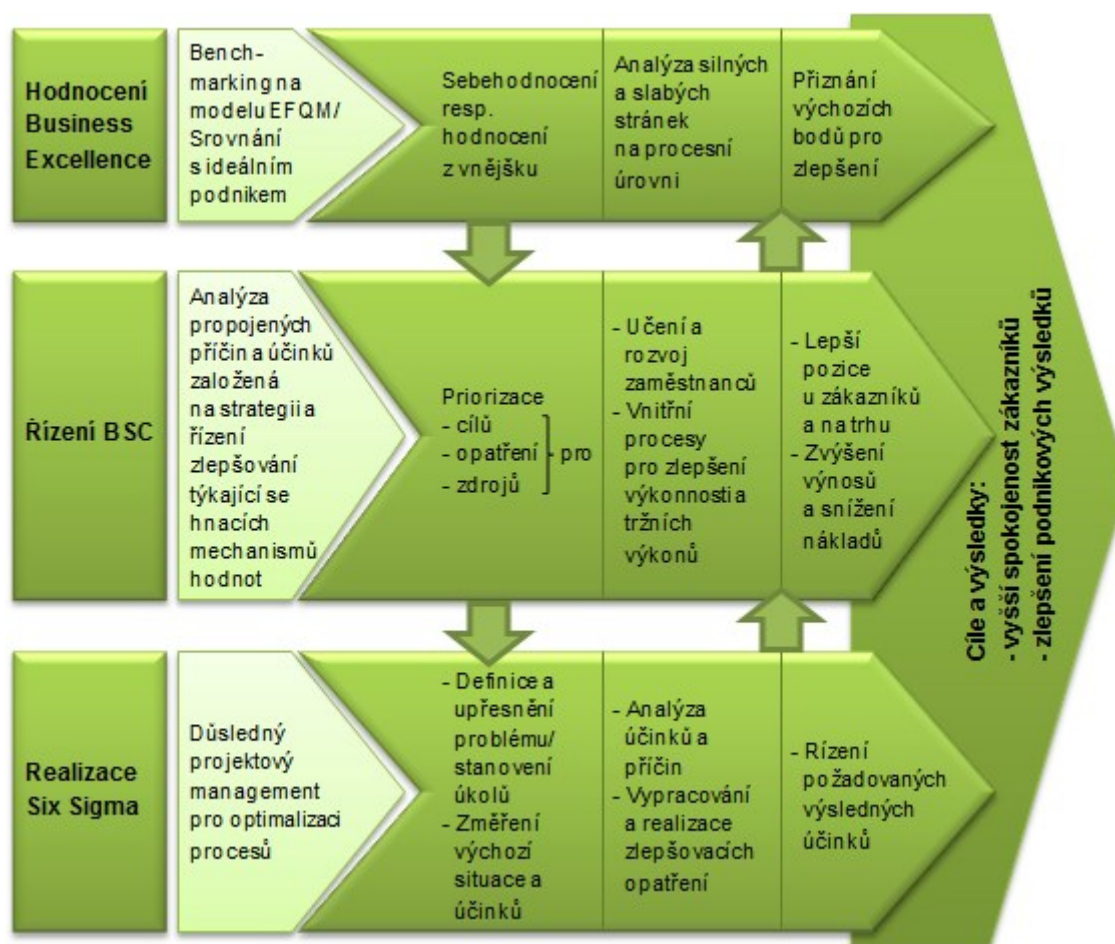 Hodnocení
Business
Excellence
Bench-
marking na
modelu EFQM/
Srovnání
s ideálním
podnikem
Sebehodnocení
resp.
hodnocení
z vnějšku
Analýza silných
a slabých
stránek
na procesní
úrovni
Přiznání
výchozích
bodů pro
zlepšení
Řízení BSC
Analýza
propojených
příčin a účinků
založená
na strategii a
řízení
zlepšování
týkající se
hnacích
mechanismů
hodnot
Priorizace
- cílů
- opatření
- zdrojů
pro
- Učení a
rozvoj
zaměstnanců
- Vnitřní
procesy
pro zlepšení
výkonnosti a
tržních
výkonů
- Lepší
pozice
u zákazníků
a na trhu
- Zvýšení
výnosů
a snížení
nákladů
Realizace
Six Sigma
Důsledný
projektový
management
pro optimalizaci
procesů
- Definice a
upřesnění
problému/
stanovení
úkolů
- Změření
výchozí
situace a
účinků
- Analýza
účinků a
příčin
- Vypracování
a realizace
zlepšovacích
opatření
- Řízení
požadovaných
výsledných
účinků
Cíle a výsledky:
- vyšší spokojenost zákazníků
- zlepšení podnikových výsledků